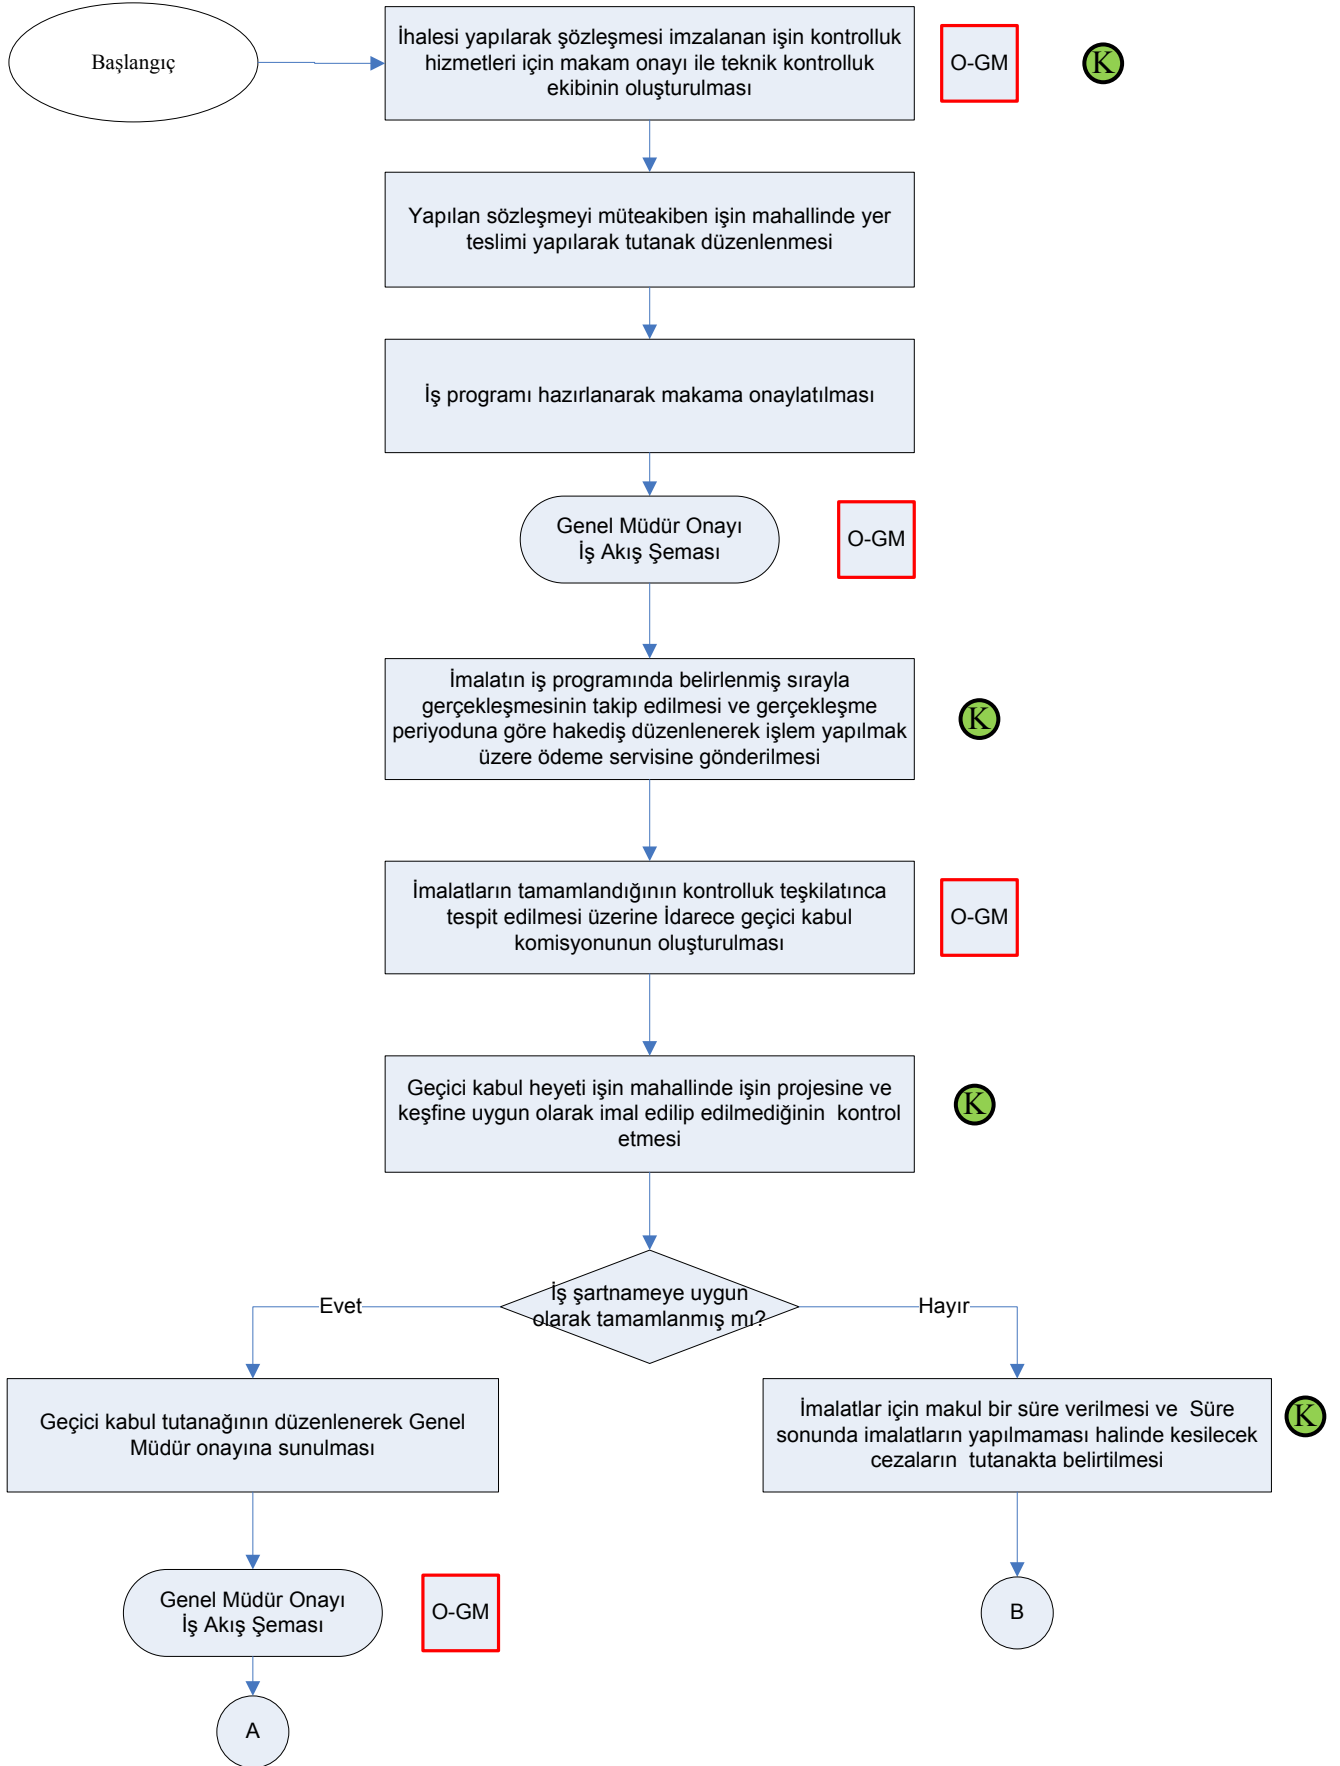 Başlangıç
İhalesi yapılarak şözleşmesi imzalanan işin kontrolluk
hizmetleri için makam onayı ile teknik kontrolluk
ekibinin oluşturulması
O-GM
K
Yapılan sözleşmeyi müteakiben işin mahallinde yer
teslimi yapılarak tutanak düzenlenmesi
İş programı hazırlanarak makama onaylatılması
Genel Müdür Onayı
İş Akış Şeması
O-GM
İmalatın iş programında belirlenmiş sırayla
gerçekleşmesinin takip edilmesi ve gerçekleşme
periyoduna göre hakediş düzenlenerek işlem yapılmak
üzere ödeme servisine gönderilmesi
K
İmalatların tamamlandığının kontrolluk teşkilatınca
tespit edilmesi üzerine İdarece geçici kabul
komisyonunun oluşturulması
O-GM
Geçici kabul heyeti işin mahallinde işin projesine ve
keşfine uygun olarak imal edilip edilmediğinin kontrol
etmesi
K
İş şartnameye uygun
olarak tamamlanmış mı?
Evet
Hayır
Geçici kabul tutanağının düzenlenerek Genel
Müdür onayına sunulması
İmalatlar için makul bir süre verilmesi ve Süre
sonunda imalatların yapılmaması halinde kesilecek
cezaların tutanakta belirtilmesi
K
Genel Müdür Onayı
İş Akış Şeması
O-GM
B
A